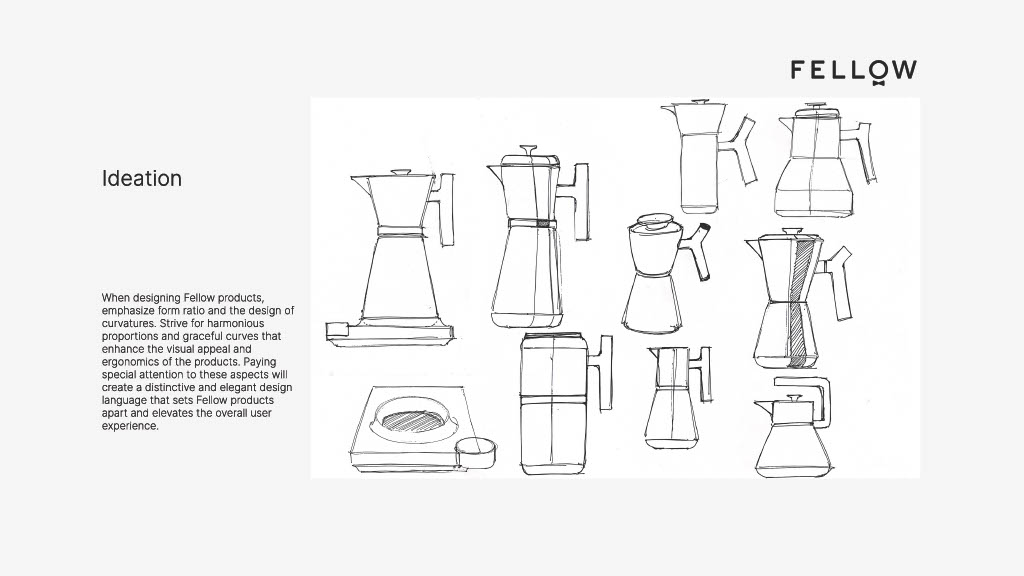 FELLOW
Ideation
When designing Fellow products,
emphasize form ratio and the design of
curvatures. Strive for harmonious
proportions and graceful curves that
enhance the visual appeal and
ergonomics of the products. Paying
special attention to these aspects will
create a distinctive and elegant design
language that sets Fellow products
apart and elevates the overall user
experience.